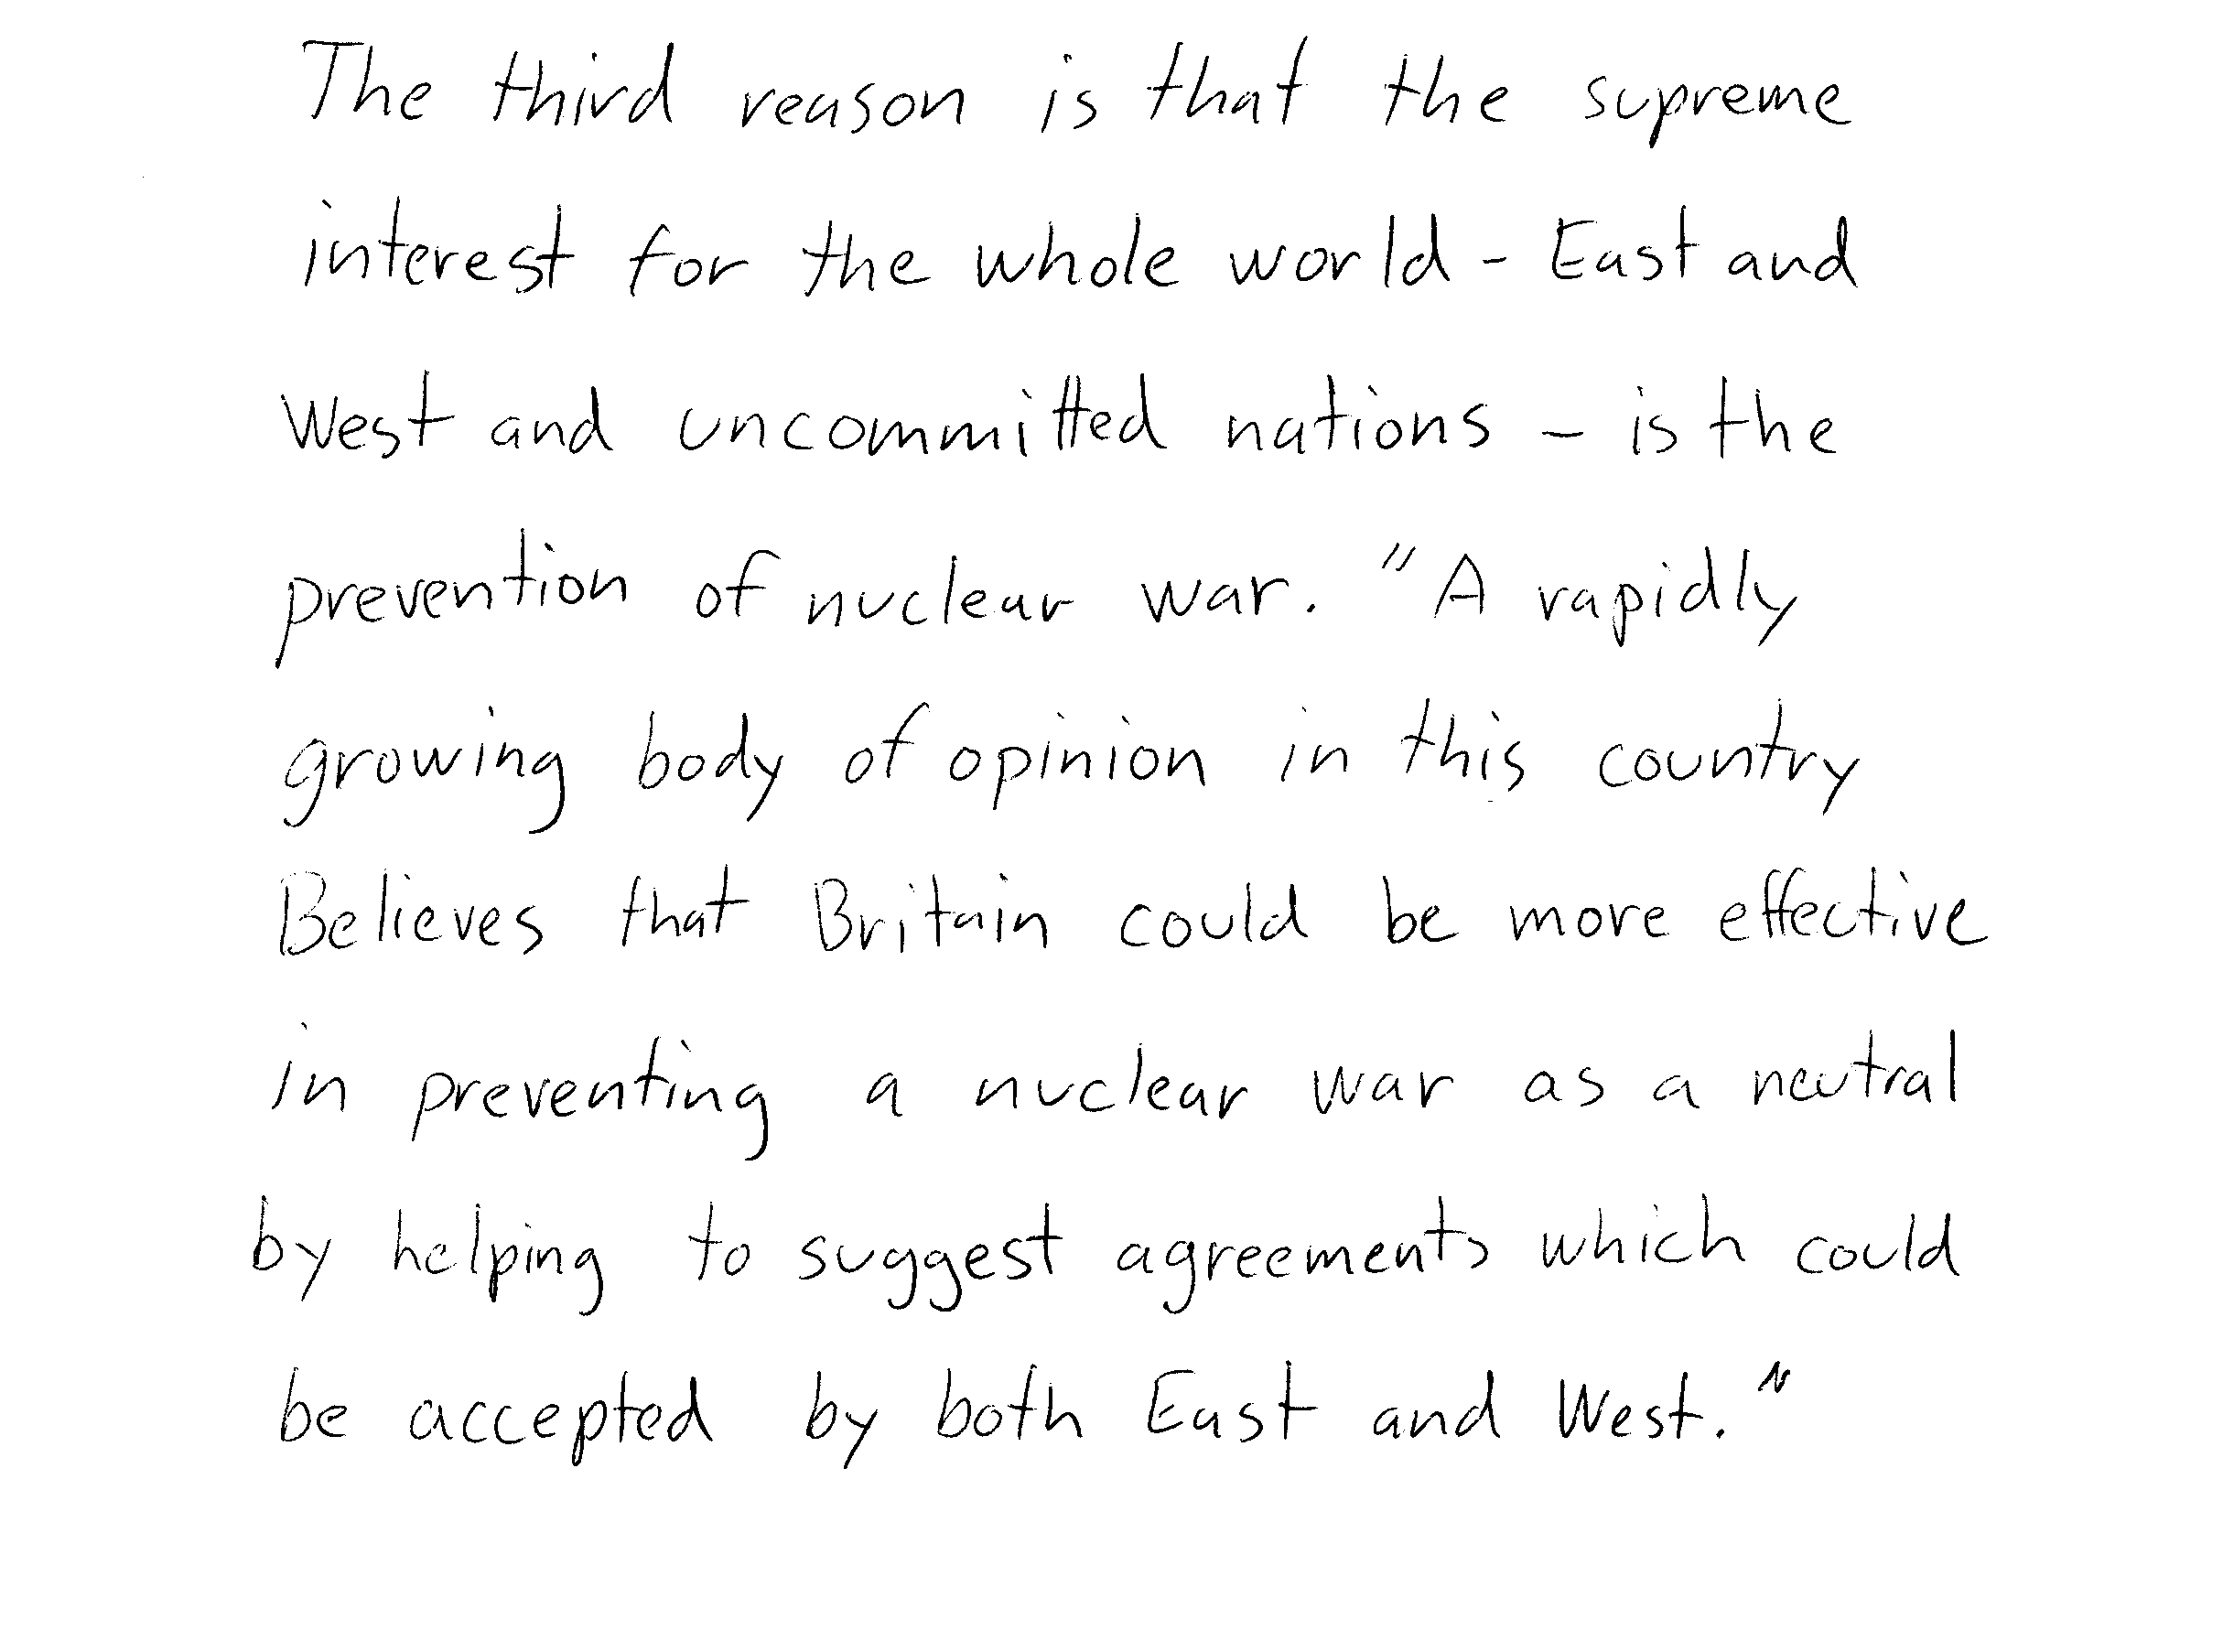 The third reason is that the supreme
interest for the whole world - East and
West and uncommitted nations - is the
prevention of nuclear war. "A rapidly
growing body of opinion in this country
Believes that Britain could be more effective
in preventing a nuclear war as a neutral
by helping to suggest agreements which could
be accepted by both East and West."